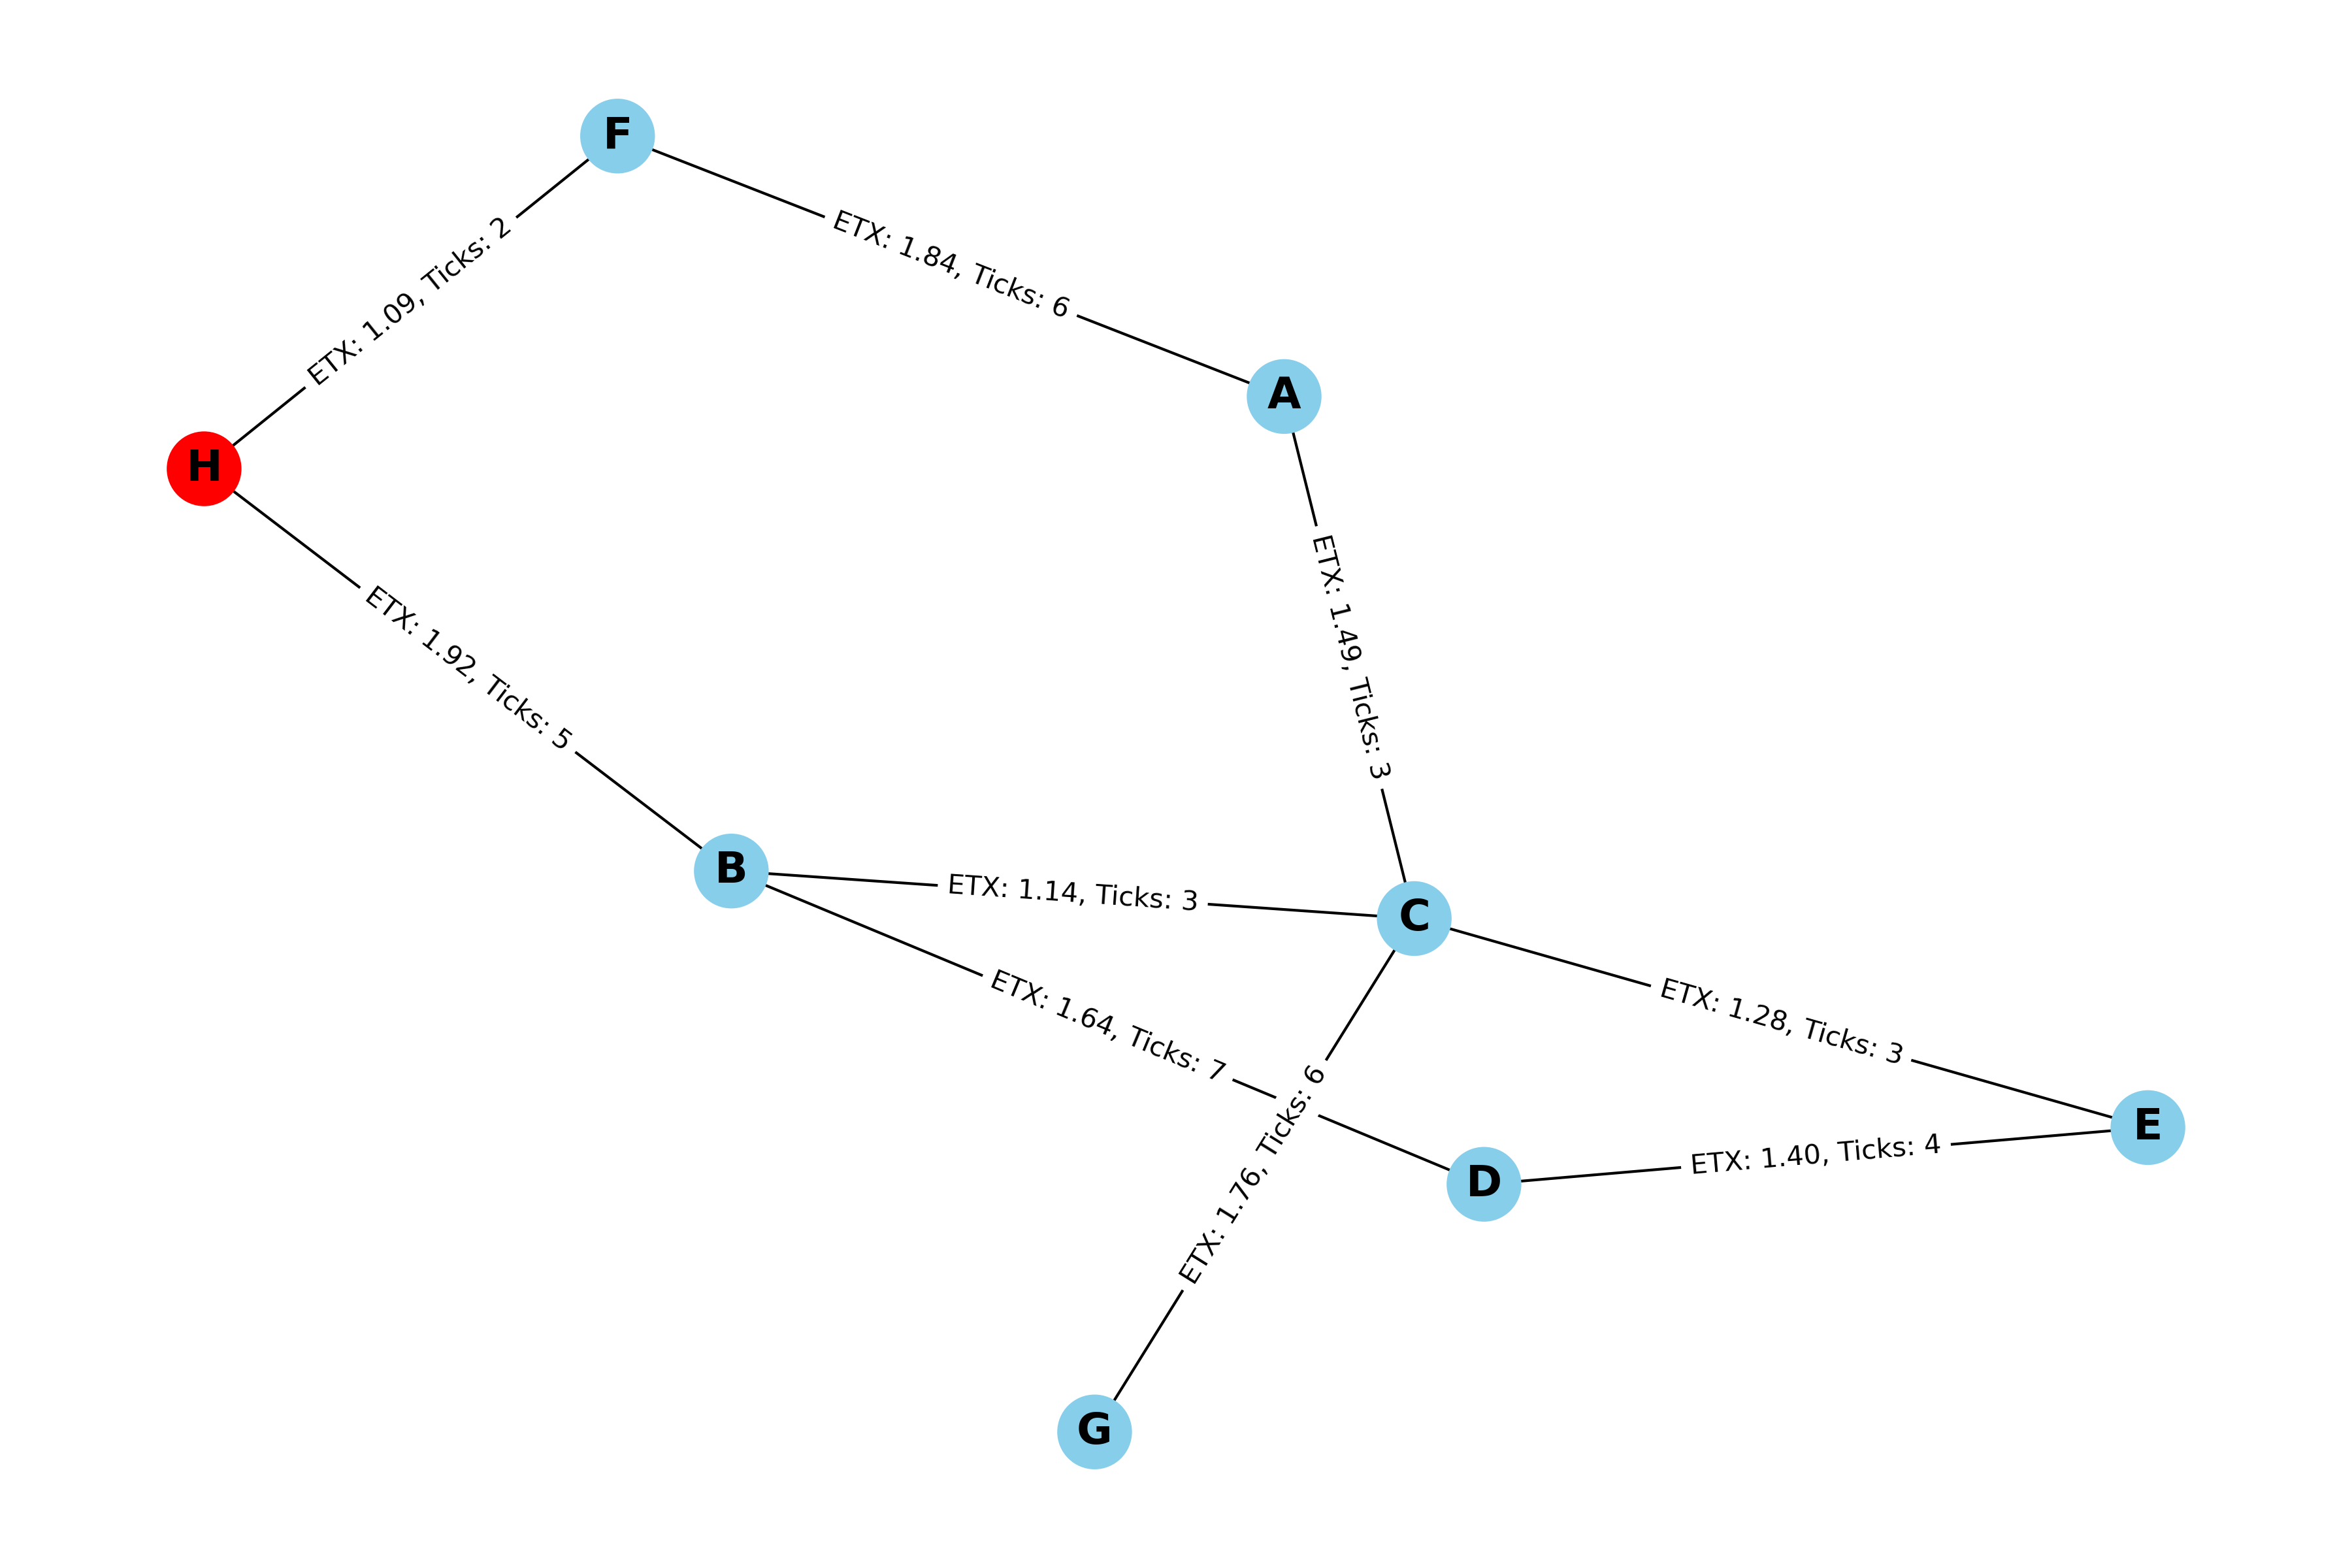 F
ETX: 1.09, Ticks: 2
ETX: 1.84, Ticks: 6
A
H
ETX: 1.49, Ticks: 3
ETX: 1.92, Ticks: 5
B
ETX: 1.14, Ticks: 3
C
ETX: 1.64, Ticks: 7
ETX: 1.28, Ticks: 3
ETX: 1.76, Ticks: 6
E
ETX: 1.40, Ticks: 4
D
G